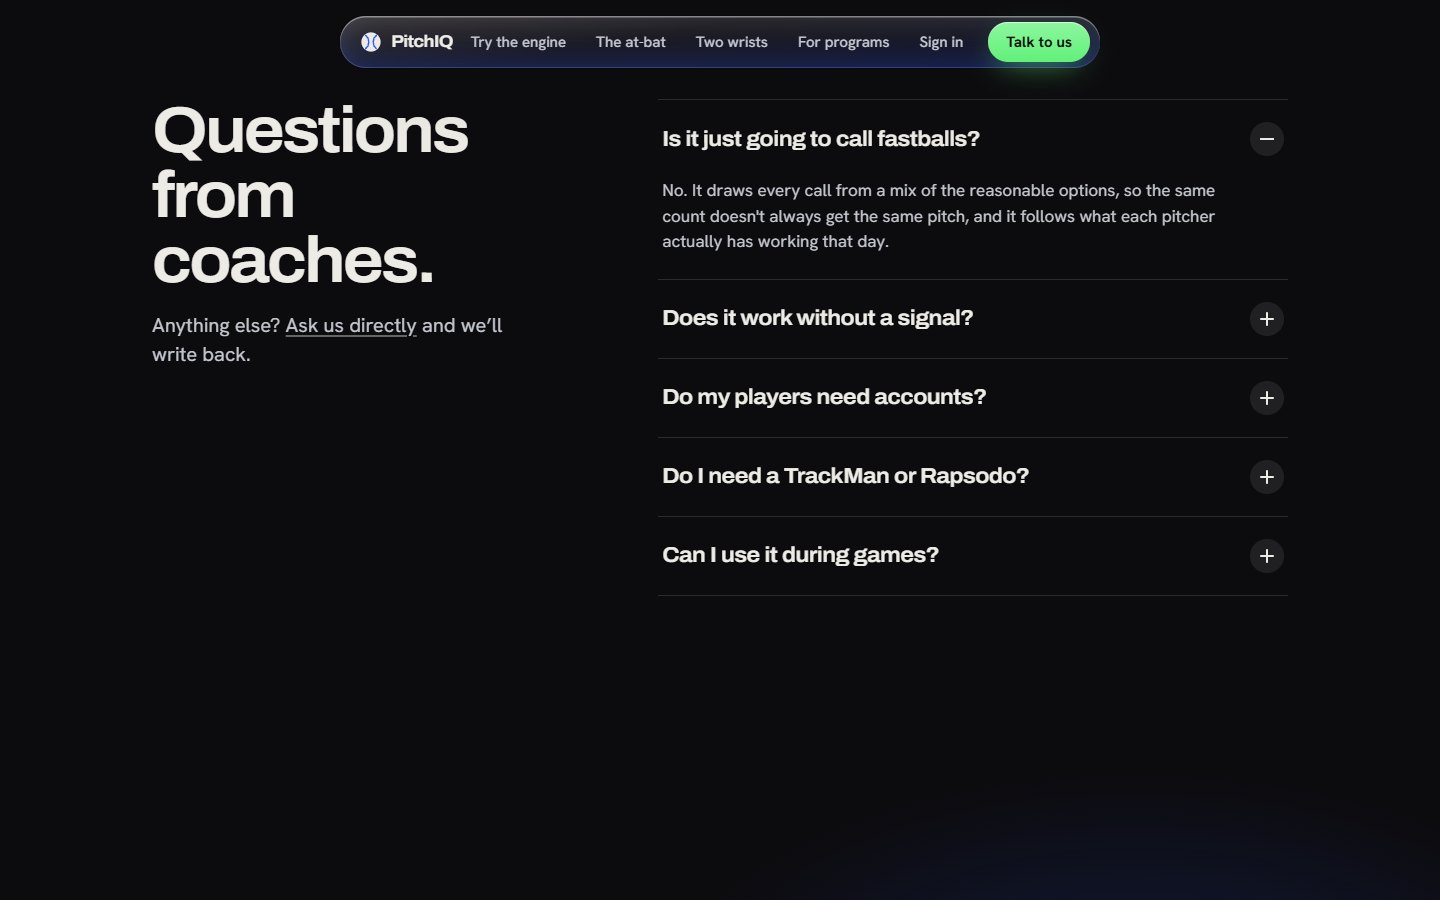 PitchIQ Try the engine The at-bat Two wrists For programs Sign in Talk to us
Questions
from
coaches.
Anything else? Ask us directly and we’ll
write back.
Is it just going to call fastballs?
No. It draws every call from a mix of the reasonable options, so the same
count doesn't always get the same pitch, and it follows what each pitcher
actually has working that day.
Does it work without a signal?
Do my players need accounts?
Do I need a TrackMan or Rapsodo?
Can I use it during games?